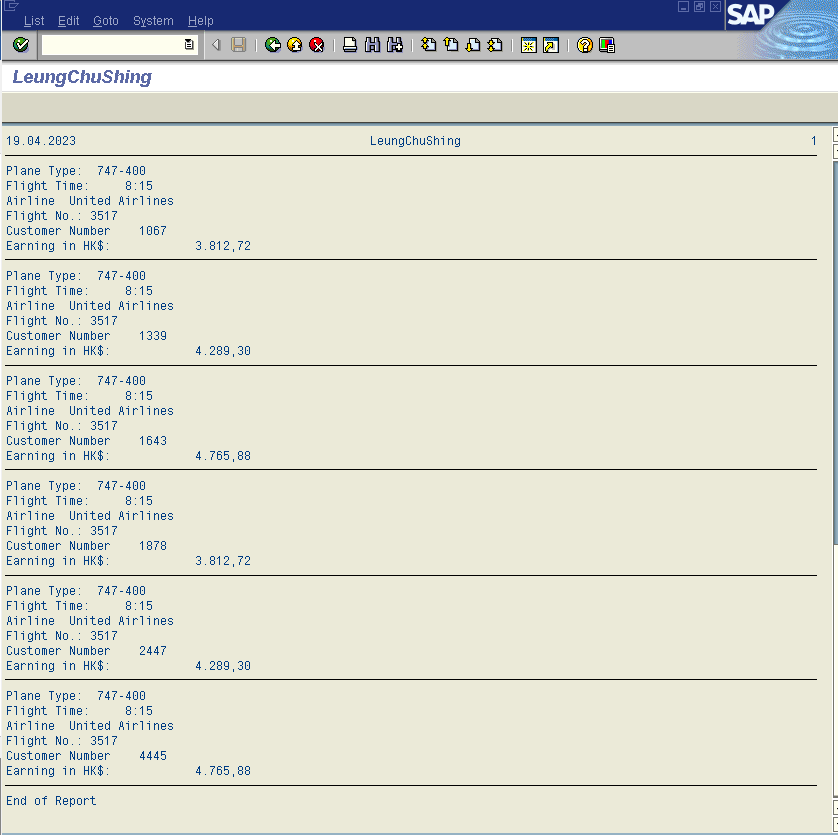 List Edit Goto System Help
SAP
LeungChuShing
19.04.2023 LeungChuShing 1
Plane Type: 747-400
Flight Time: 8:15
Airline United Airlines
Flight No.: 3517
Customer Number 1067
Earning in HK$: 3.812,72
Plane Type: 747-400
Flight Time: 8:15
Airline United Airlines
Flight No.: 3517
Customer Number 1339
Earning in HK$: 4.289,30
Plane Type: 747-400
Flight Time: 8:15
Airline United Airlines
Flight No.: 3517
Customer Number 1643
Earning in HK$: 4.765,88
Plane Type: 747-400
Flight Time: 8:15
Airline United Airlines
Flight No.: 3517
Customer Number 1878
Earning in HK$: 3.812,72
Plane Type: 747-400
Flight Time: 8:15
Airline United Airlines
Flight No.: 3517
Customer Number 2447
Earning in HK$: 4.289,30
Plane Type: 747-400
Flight Time: 8:15
Airline United Airlines
Flight No.: 3517
Customer Number 4445
Earning in HK$: 4.765,88
End of Report